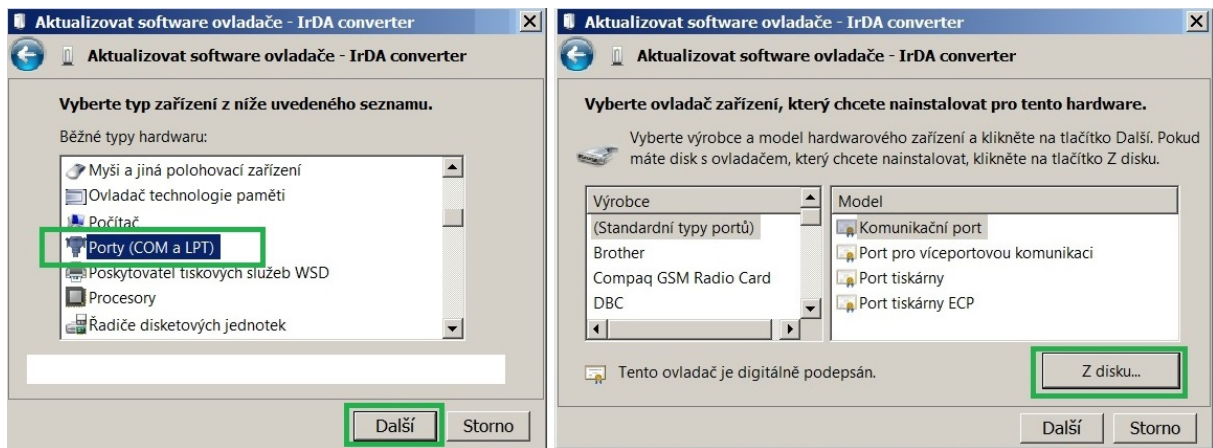 Aktualizovat software ovladače - IrDA converter
Aktualizovat software ovladače - IrDA converter
Vyberte typ zařízení z níže uvedeného seznamu.
Běžné typy hardwaru:
Myši a jiná polohovací zařízení
Ovladač technologie paměti
Počítač
Porty (COM a LPT)
Poskytovatel tiskových služeb WSD
Procesory
Řadiče disketových jednotek
Další
Storno
Aktualizovat software ovladače - IrDA converter
Aktualizovat software ovladače - IrDA converter
Vyberte ovladač zařízení, který chcete nainstalovat pro tento hardware.
Vyberte výrobce a model hardwarového zařízení a klikněte na tlačítko Další. Pokud
máte disk s ovladačem, který chcete nainstalovat, klikněte na tlačítko Z disku.
Výrobce
(Standardní typy portů)
Brother
Compaq GSM Radio Card
DBC
Model
Komunikační port
Port pro víceportovou komunikaci
Port tiskárny
Port tiskárny ECP
Tento ovladač je digitálně podepsán.
Z disku...
Další
Storno